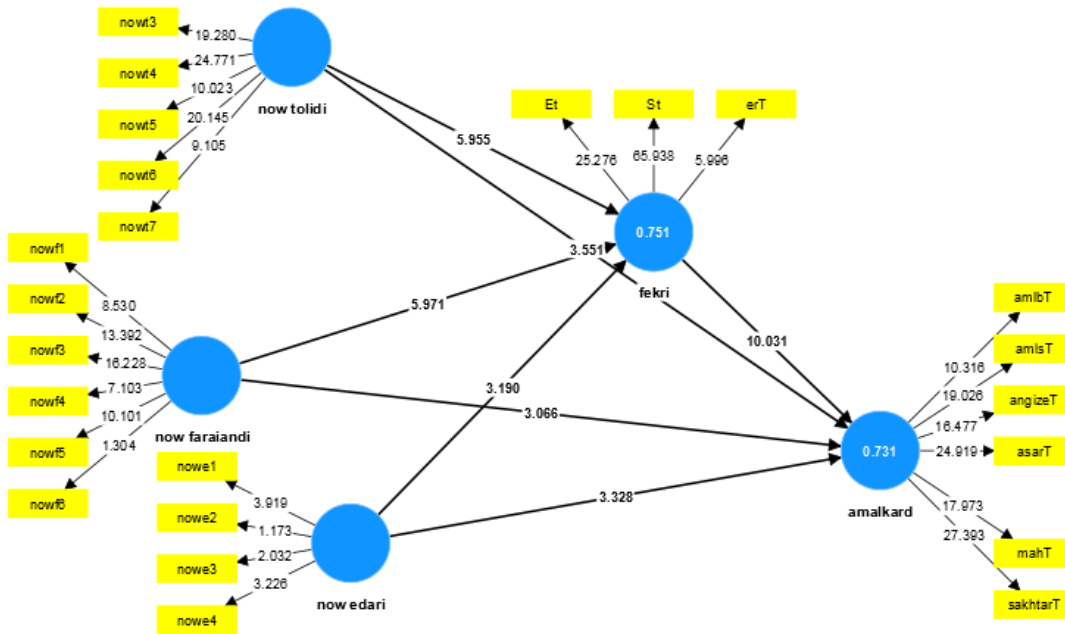 nowt3
19.280
nowt4
24.771
nowt5
10.023
nowt6
20.145
nowt7
9.105
now tolidi
Et
St
erT
25.276
65.938
5.996
5.955
3.551
0.751
fekri
nowf1
8.530
nowf2
13.392
nowf3
16.228
nowf4
7.103
nowf5
10.101
nowf6
1.304
now faraiandi
5.971
3.190
3.066
10.031
nowe1
3.919
nowe2
1.173
nowe3
2.032
nowe4
3.226
now edari
3.328
0.731
amalkard
amlbT
10.316
amlsT
19.026
angizeT
16.477
asarT
24.919
mahT
17.973
sakhtarT
27.393